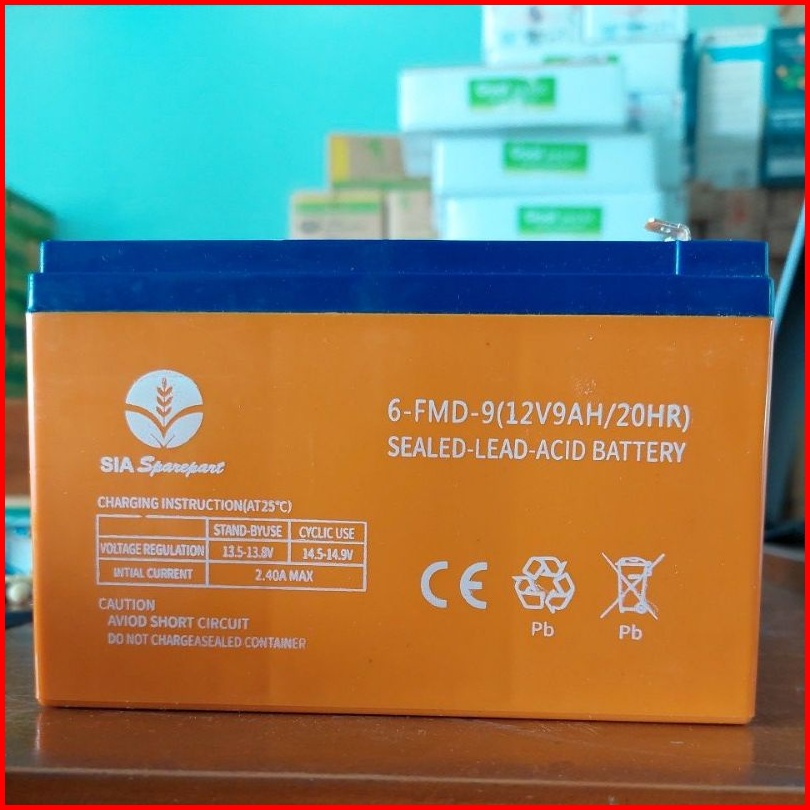 6-FMD-9(12V9AH/20HR)
SEALED-LEAD-ACID BATTERY
SIA Sparepart
CHARGING INSTRUCTION(AT25℃)
STAND-BYUSE CYCLIC USE
VOLTAGE REGULATION 13.5-13.8V 14.5-14.9V
INTIAL CURRENT 2.40A MAX
CAUTION
AVIOD SHORT CIRCUIT
DO NOT CHARGEASEALED CONTAINER
CE
Pb Pb